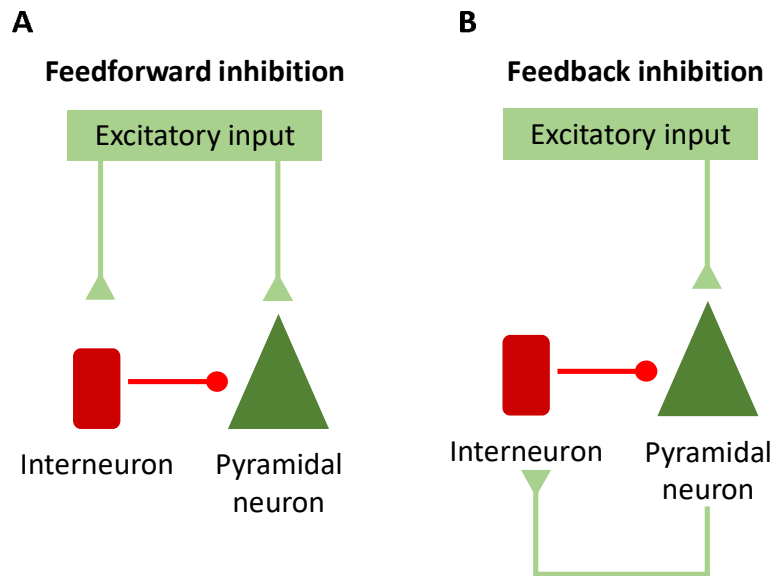 A
Feedforward inhibition
Excitatory input
Interneuron
Pyramidal
neuron
B
Feedback inhibition
Excitatory input
Interneuron
Pyramidal
neuron